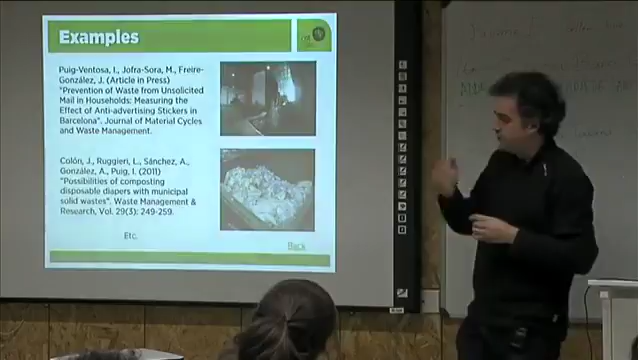 Examples
Puig-Ventosa, I., Jofra-Sora, M., Freire-
González, J. (Article in Press)
"Prevention of Waste from Unsolicited
Mail in Households: Measuring the
Effect of Anti-advertising Stickers in
Barcelona". Journal of Material Cycles
and Waste Management.
Colón, J., Ruggieri, L., Sánchez, A.,
González, A., Puig, I. (2011)
"Possibilities of composting
disposable diapers with municipal
solid wastes". Waste Management &
Research, Vol. 29(3): 249-259.
Etc.
Back